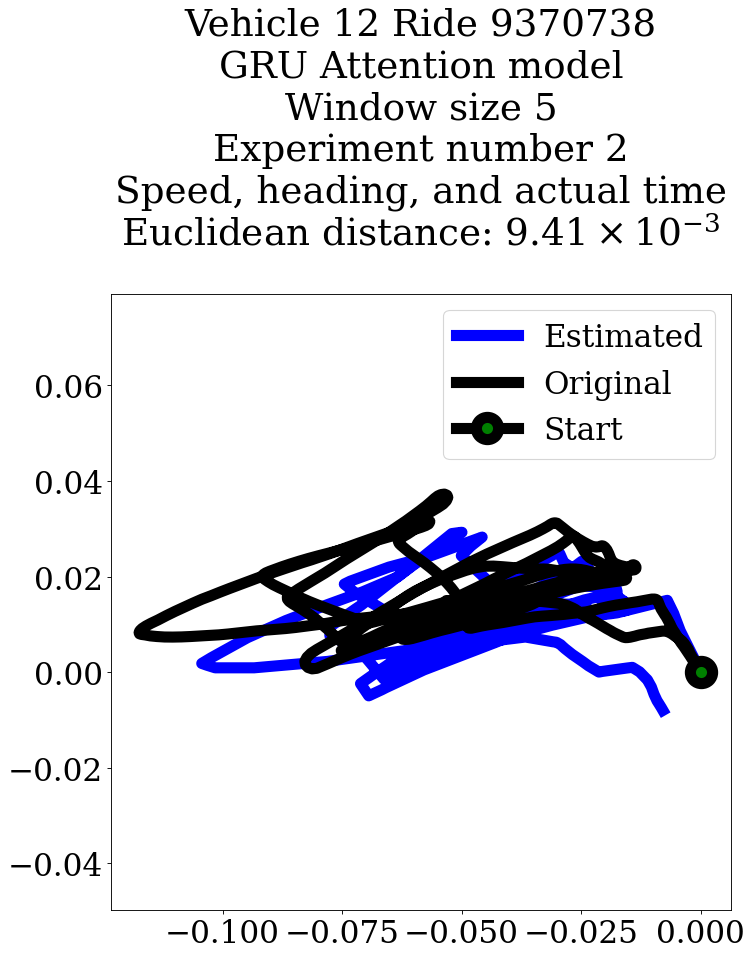 Vehicle 12 Ride 9370738
GRU Attention model
Window size 5
Experiment number 2
Speed, heading, and actual time
Euclidean distance: 9.41 × 10⁻³
Estimated
Original
Start
0.06
0.04
0.02
0.00
−0.02
−0.04
−0.100 −0.075 −0.050 −0.025 0.000